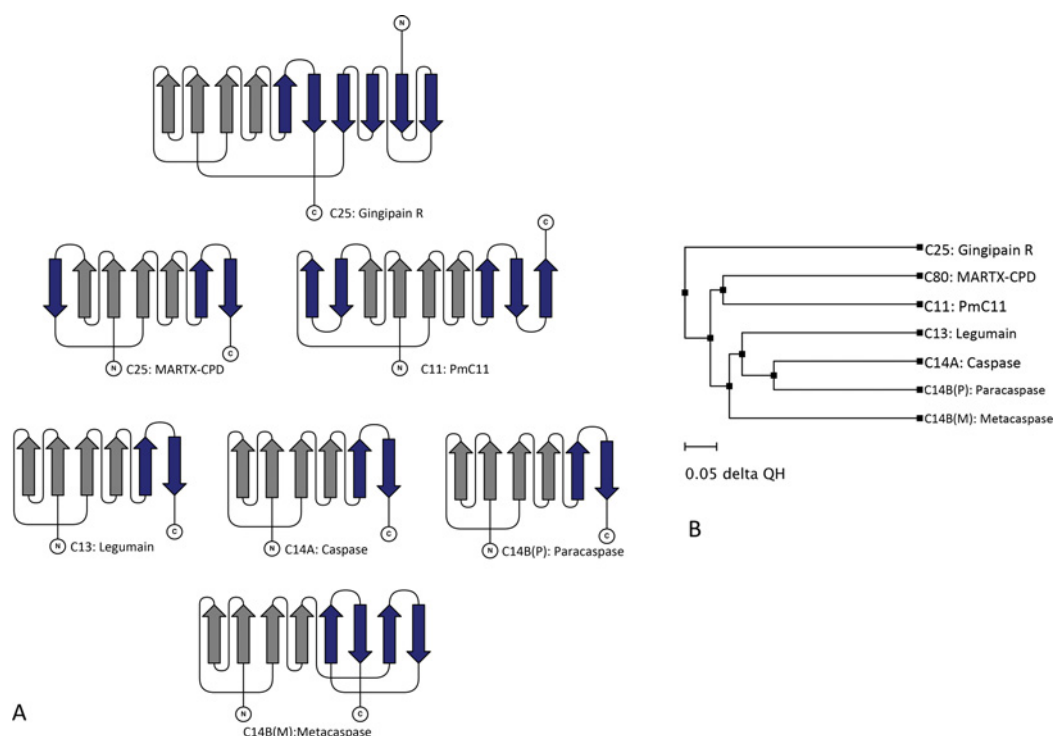 N
C
C25: Gingipain R
C
N
C25: MARTX-CPD
C
N
C11: PmC11
N
C13: Legumain
C
N
C14A: Caspase
C
N
C14B(P): Paracaspase
C
N
C14B(M):Metacaspase
C
A
C25: Gingipain R
C80: MARTX-CPD
C11: PmC11
C13: Legumain
C14A: Caspase
C14B(P): Paracaspase
C14B(M): Metacaspase
0.05 delta QH
B